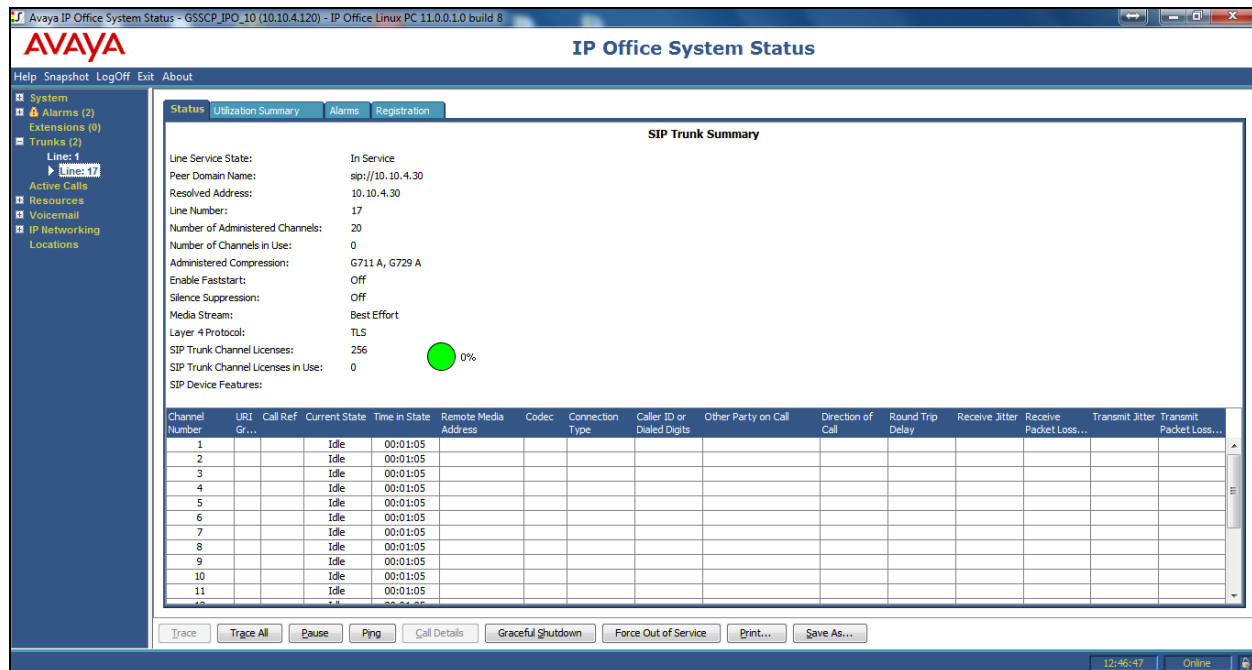 Avaya IP Office System Status - GSSCP_IPO_10 (10.10.4.120) - IP Office Linux PC 11.0.0.1.0 build 8
AVAYA
IP Office System Status
Help Snapshot LogOff Exit About
System
Alarms (2)
Extensions (0)
Trunks (2)
Line: 1
Line: 17
Active Calls
Resources
Voicemail
IP Networking
Locations
Status Utilization Summary Alarms Registration
SIP Trunk Summary
Line Service State: In Service
Peer Domain Name: sip://10.10.4.30
Resolved Address: 10.10.4.30
Line Number: 17
Number of Administered Channels: 20
Number of Channels in Use: 0
Administered Compression: G711 A, G729 A
Enable Faststart: Off
Silence Suppression: Off
Media Stream: Best Effort
Layer 4 Protocol: TLS
SIP Trunk Channel Licenses: 256
0%
SIP Trunk Channel Licenses in Use: 0
SIP Device Features:
Channel Number URI Gr... Call Ref Current State Time in State Remote Media Address Codec Connection Type Caller ID or Dialed Digits Other Party on Call Direction of Call Round Trip Delay Receive Jitter Receive Packet Loss... Transmit Jitter Transmit Packet Loss...
1 Idle 00:01:05
2 Idle 00:01:05
3 Idle 00:01:05
4 Idle 00:01:05
5 Idle 00:01:05
6 Idle 00:01:05
7 Idle 00:01:05
8 Idle 00:01:05
9 Idle 00:01:05
10 Idle 00:01:05
11 Idle 00:01:05
Trace Trace All Pause Ping Call Details Graceful Shutdown Force Out of Service Print... Save As...
12:46:47 Online